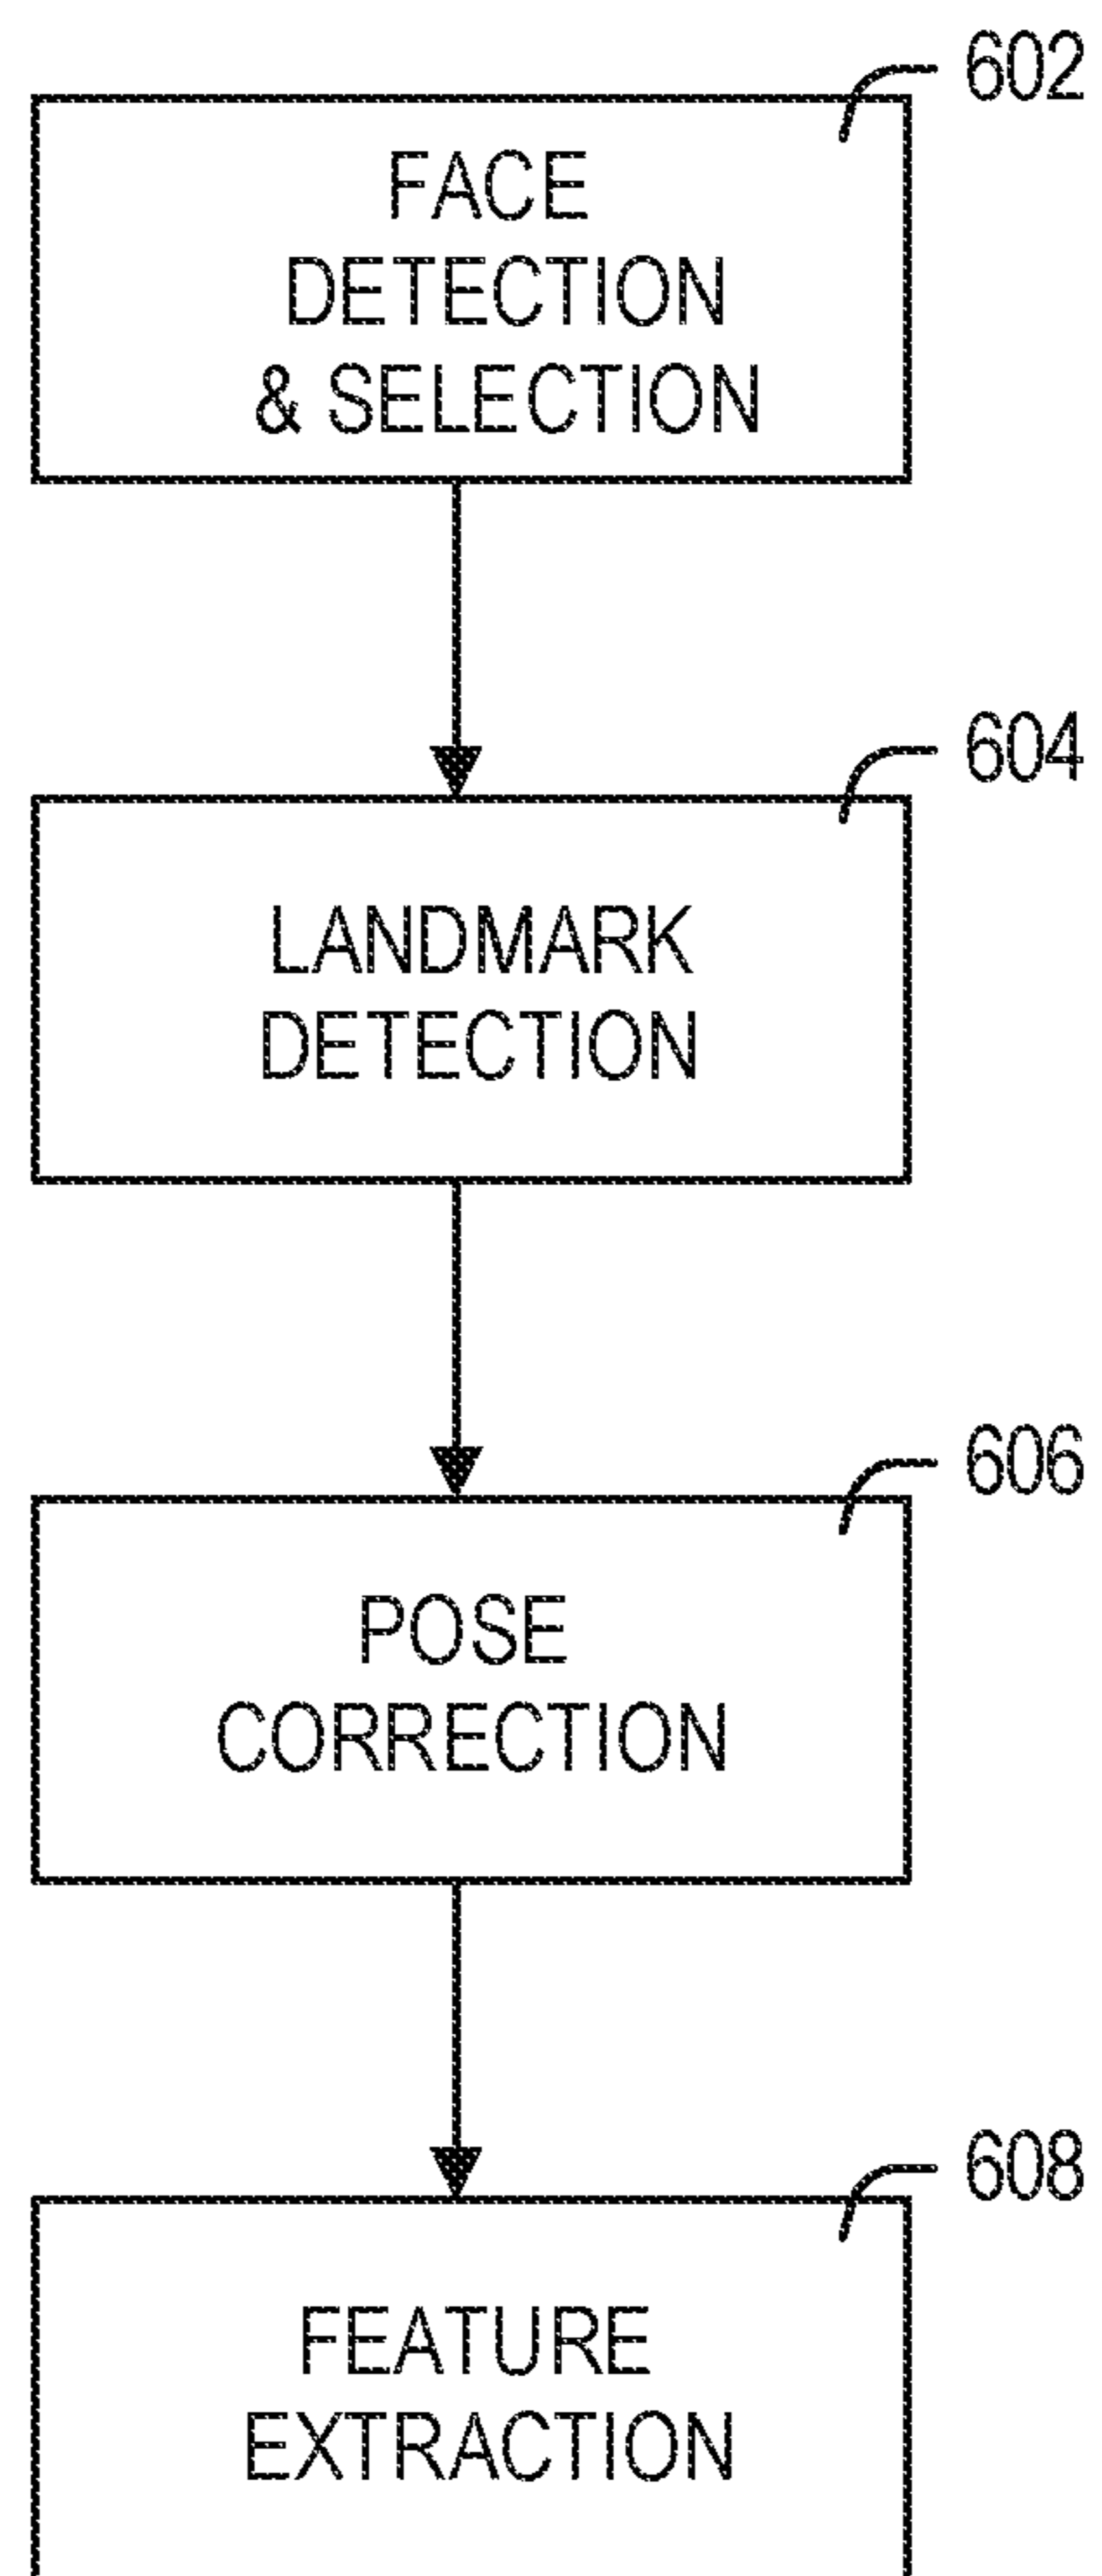 602
FACE
DETECTION
& SELECTION
604
LANDMARK
DETECTION
606
POSE
CORRECTION
608
FEATURE
EXTRACTION